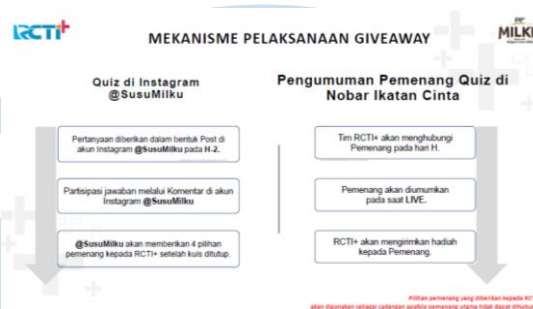 RCTI+
MILKU
MEKANISME PELAKSANAAN GIVEAWAY
Quiz di Instagram
@SusuMilku
Pertanyaan diberikan dalam bentuk Post di
akun Instagram @SusuMilku pada H-2.
Partisipasi jawaban melalui Komentar di akun
Instagram @SusuMilku
@SusuMilku akan memberikan 4 pilihan
pemenang kepada RCTI+ setelah kuis ditutup.
Pengumuman Pemenang Quiz di
Nobar Ikatan Cinta
Tim RCTI+ akan menghubungi
Pemenang pada hari H.
Pemenang akan diumumkan
pada saat LIVE.
RCTI+ akan mengirimkan hadiah
kepada Pemenang.
Pilihan pemenang yang diberikan kepada RCT
akan digunakan sebagai cadangan apabila pemenang utama tidak dapat dihubun